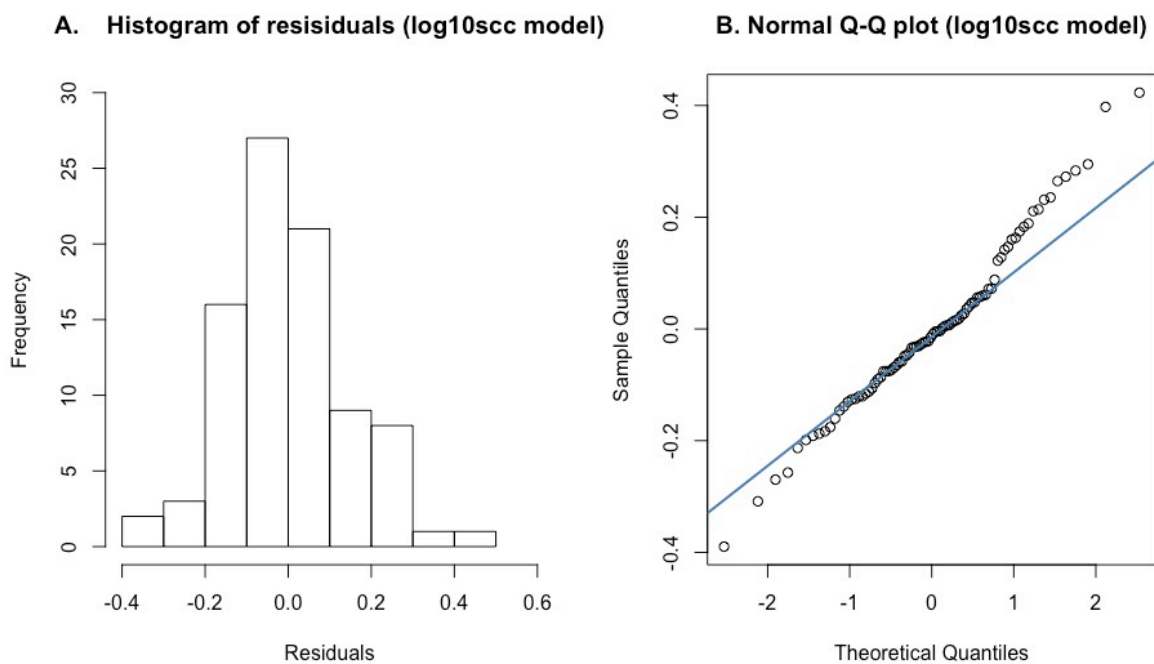 A. Histogram of resisiduals (log10scc model)
Frequency
30
25
20
15
10
5
0
-0.4 -0.2 0.0 0.2 0.4 0.6
Residuals
B. Normal Q-Q plot (log10scc model)
Sample Quantiles
0.4
0.2
0.0
-0.2
-0.4
-2 -1 0 1 2
Theoretical Quantiles